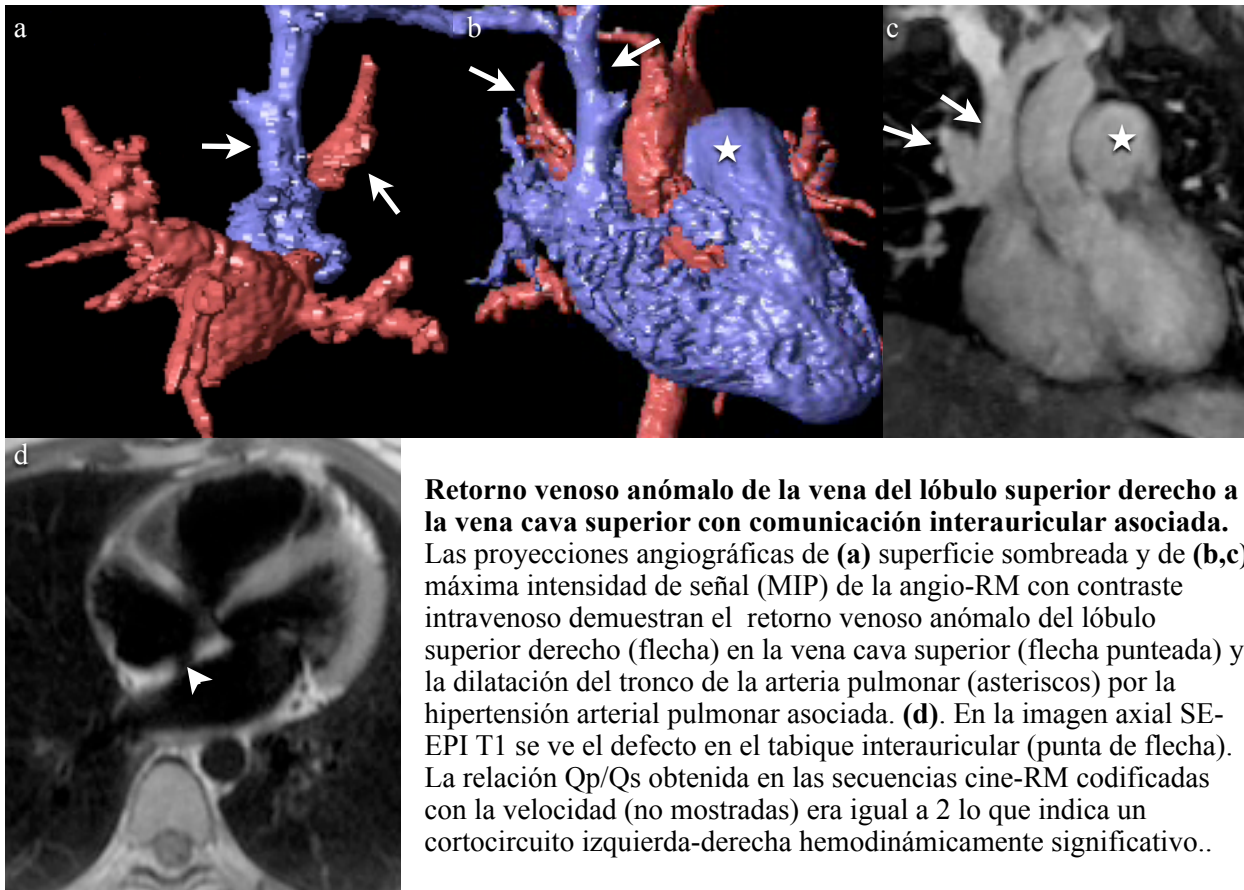 a
b
c
d
Retorno venoso anómalo de la vena del lóbulo superior derecho a
la vena cava superior con comunicación interauricular asociada.
Las proyecciones angiográficas de (a) superficie sombreada y de (b,c)
máxima intensidad de señal (MIP) de la angio-RM con contraste
intravenoso demuestran el retorno venoso anómalo del lóbulo
superior derecho (flecha) en la vena cava superior (flecha punteada) y
la dilatación del tronco de la arteria pulmonar (asteriscos) por la
hipertensión arterial pulmonar asociada. (d). En la imagen axial SE-
EPI T1 se ve el defecto en el tabique interauricular (punta de flecha).
La relación Qp/Qs obtenida en las secuencias cine-RM codificadas
con la velocidad (no mostradas) era igual a 2 lo que indica un
cortocircuito izquierda-derecha hemodinámicamente significativo..